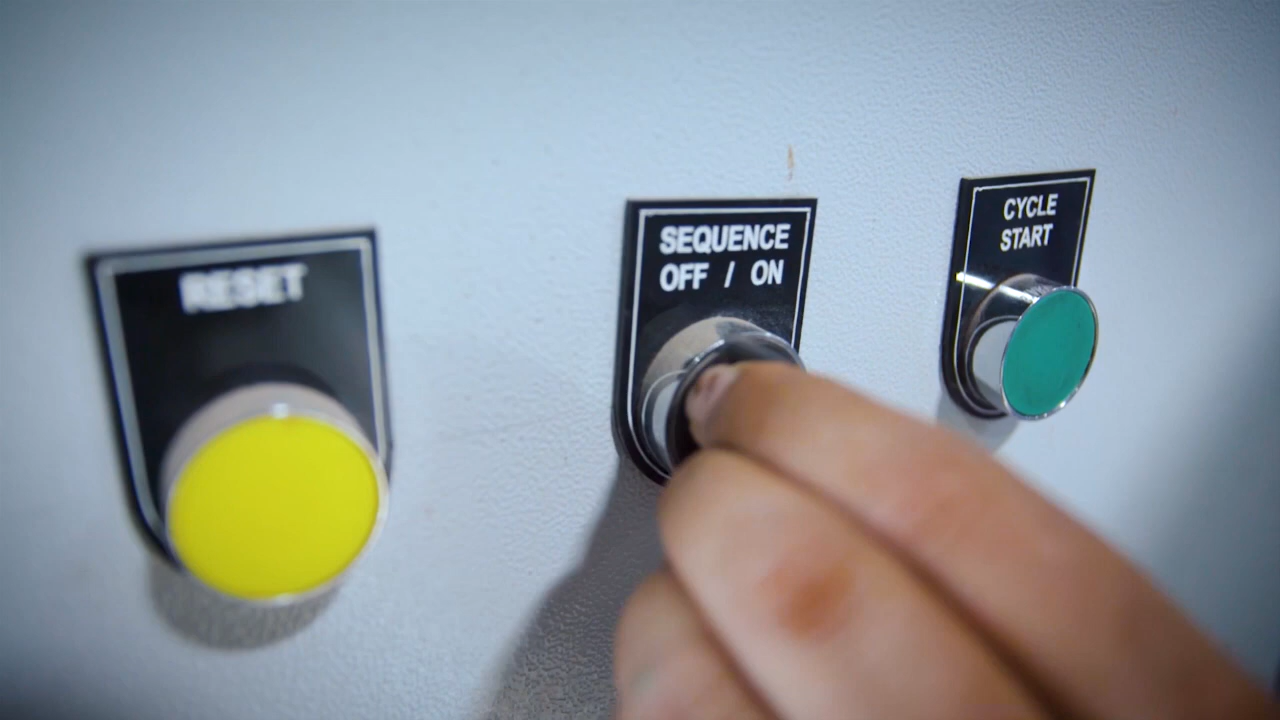 RESET
SEQUENCE
OFF / ON
CYCLE
START